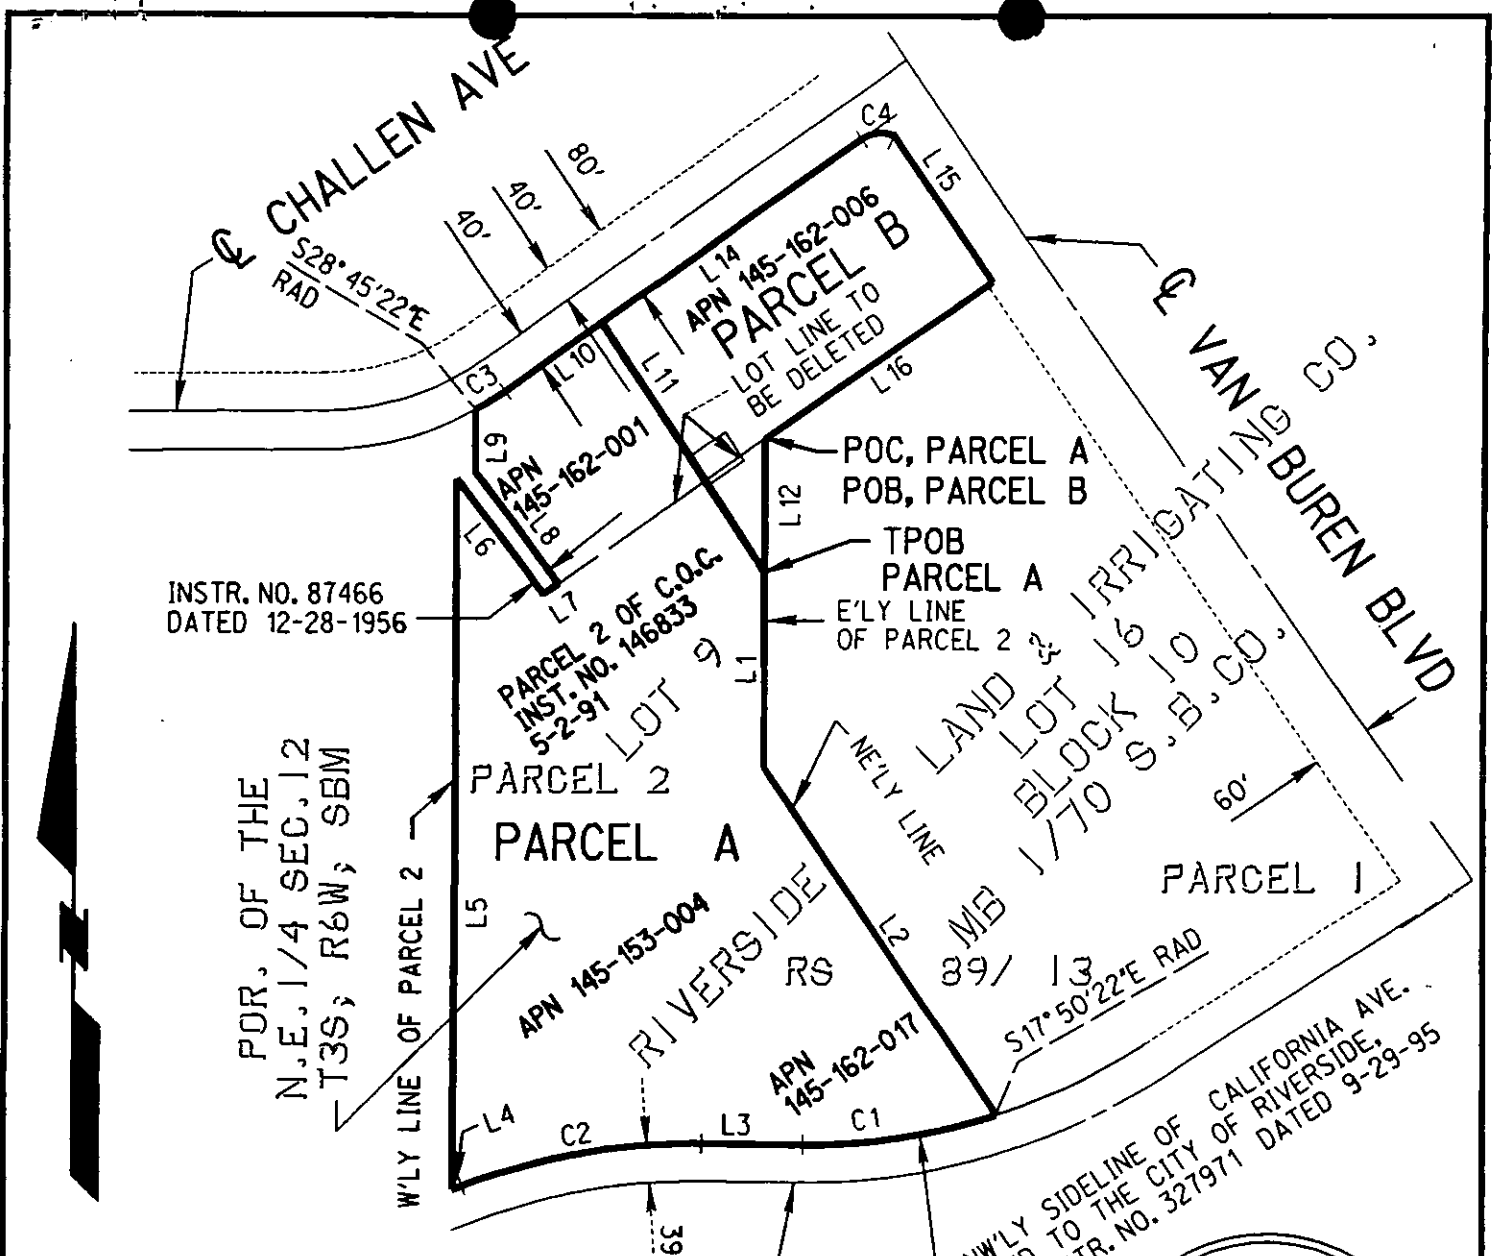 ℄ CHALLEN AVE
S28°45'22"E
RAD
40'
40'
80'
C4
L15
L14
APN 145-162-006
PARCEL B
LOT LINE TO
BE DELETED
L16
C3
L10
L11
L9
APN
145-162-001
L8
L6
L7
L12
POC, PARCEL A
POB, PARCEL B
TPOB
PARCEL A
E'LY LINE
OF PARCEL 2
℄ VAN BUREN BLVD
INSTR. NO. 87466
DATED 12-28-1956
PARCEL 2 OF C.O.C.
INST. NO. 146833
5-2-91
LOT 9
L1
PARCEL 2
PARCEL A
NE'LY LINE
RIVERSIDE LAND & IRRIGATING CO.
LOT 16
BLOCK 10
MB 1/70 S.B.CO.
60'
PARCEL 1
POR. OF THE
N.E. 1/4 SEC. 12
T3S; R6W; SBM
W'LY LINE OF PARCEL 2
L5
APN 145-153-004
L2
RS 89/13
S17°50'22"E RAD
APN
145-162-017
L4
C2
L3
C1
39
NW'LY SIDELINE OF CALIFORNIA AVE.
TO THE CITY OF RIVERSIDE,
NO. 327971 DATED 9-29-95